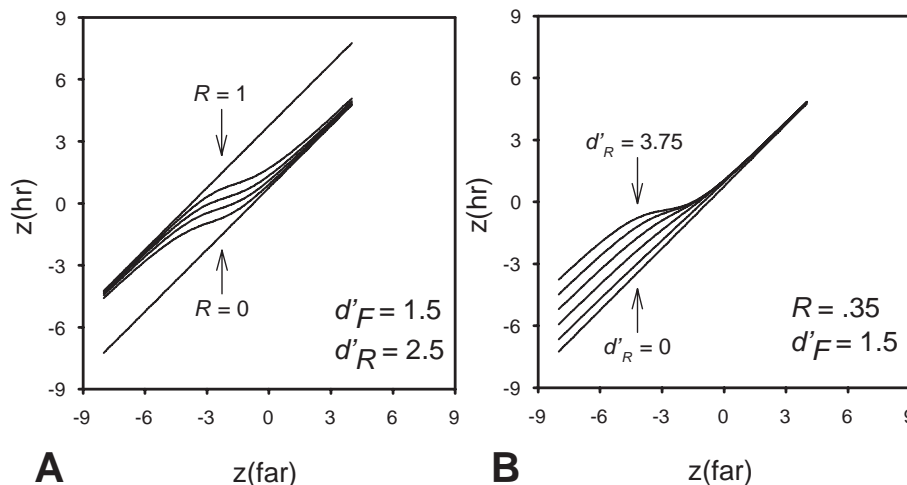 9
6
3
0
-3
-6
-9
z(hr)
R = 1
R = 0
d'F = 1.5
d'R = 2.5
-9 -6 -3 0 3 6 9
A z(far)
9
6
3
0
-3
-6
-9
z(hr)
d'R = 3.75
d'R = 0
R = .35
d'F = 1.5
-9 -6 -3 0 3 6 9
B z(far)